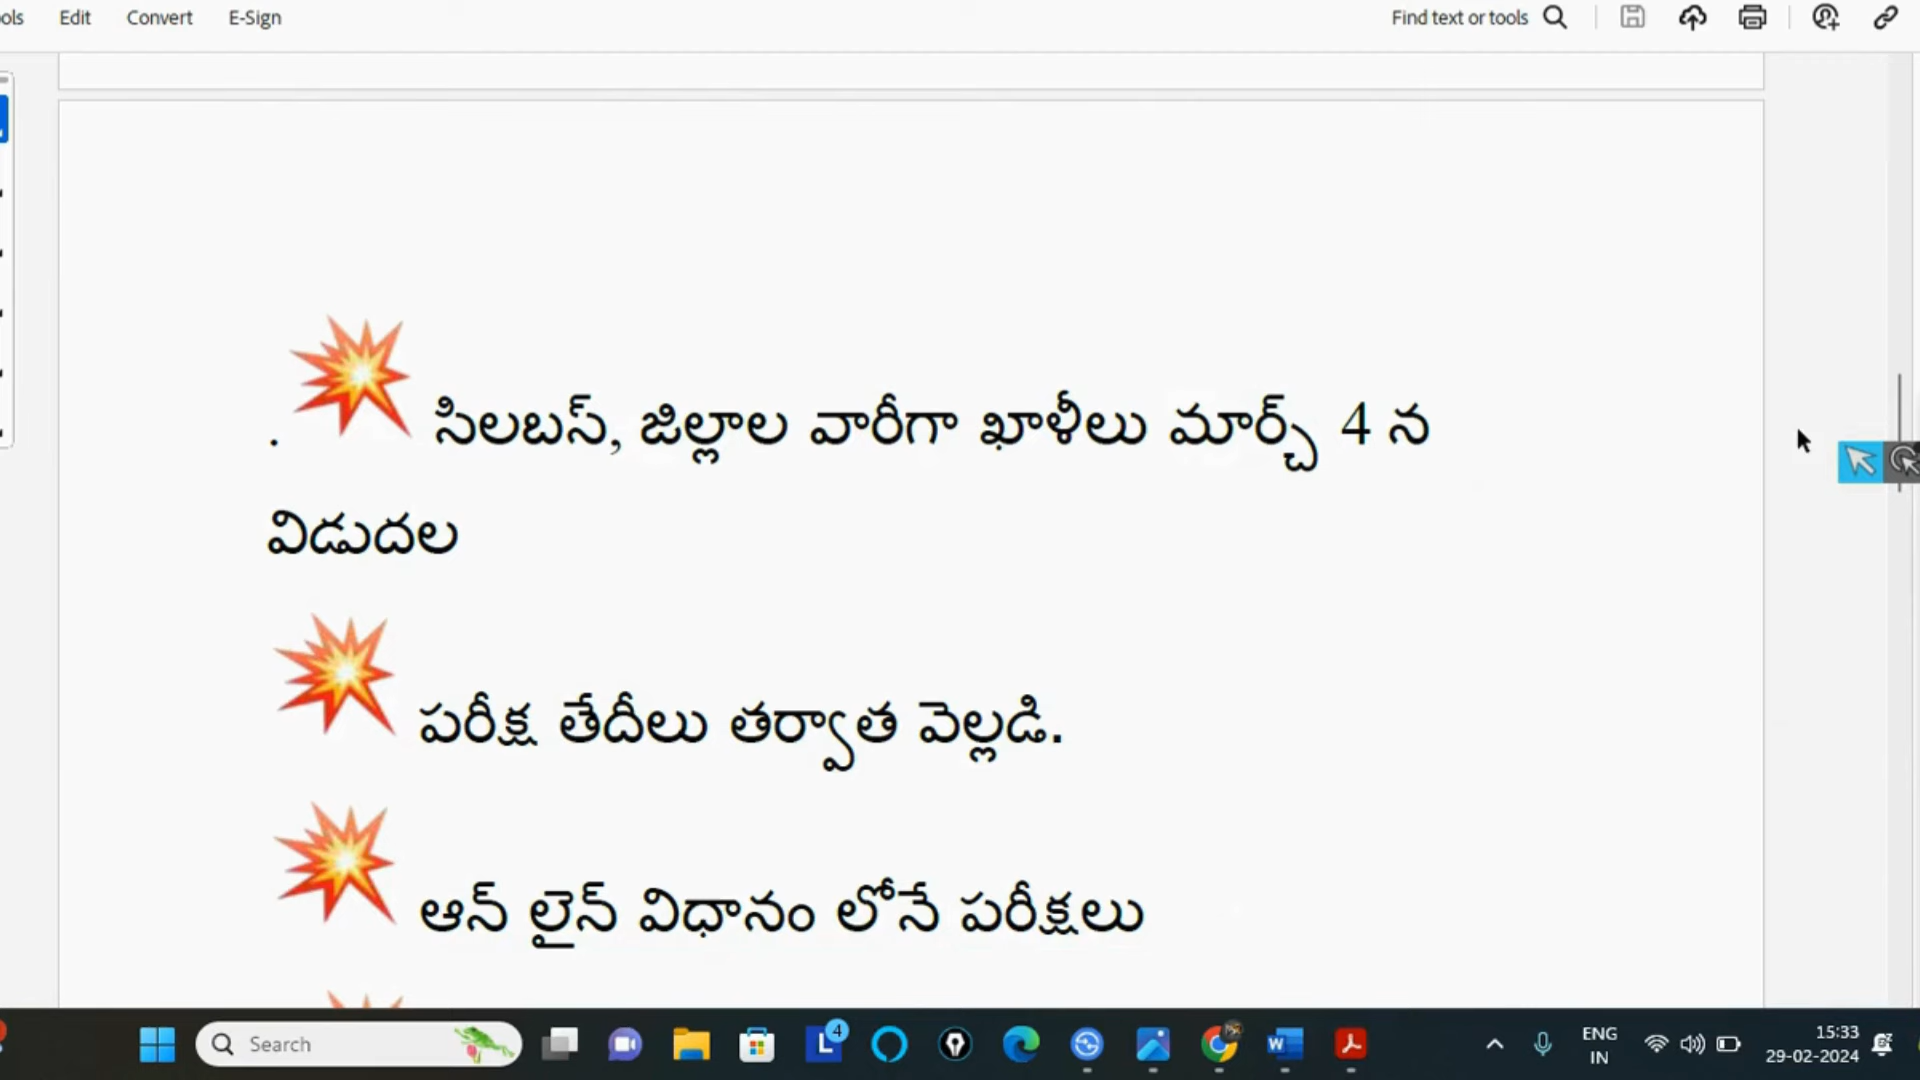 ols Edit Convert E-Sign Find text or tools
. సిలబస్, జిల్లాల వారీగా ఖాళీలు మార్చ్ 4 న
విడుదల
పరీక్ష తేదీలు తర్వాత వెల్లడి.
ఆన్ లైన్ విధానం లోనే పరీక్షలు
Search 4 ENG 15:33
IN 29-02-2024